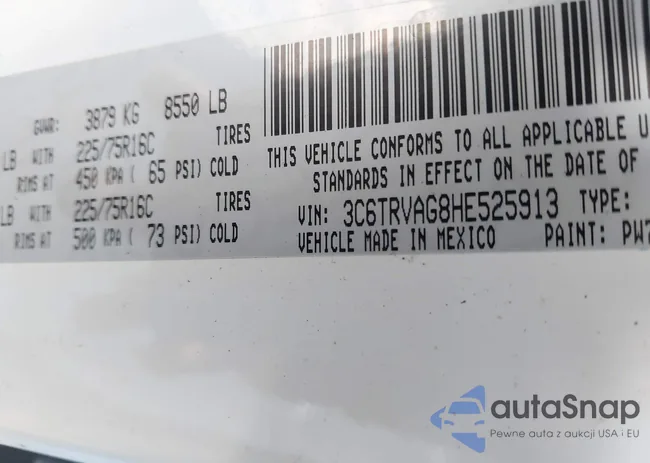 GVWR: 3879 KG 8550 LB
LB WITH 225/75R16C TIRES
RIMS AT 450 KPA ( 65 PSI) COLD
LB WITH 225/75R16C TIRES
RIMS AT 500 KPA ( 73 PSI) COLD
THIS VEHICLE CONFORMS TO ALL APPLICABLE U
STANDARDS IN EFFECT ON THE DATE OF
VIN: 3C6TRVAG8HE525913 TYPE:
VEHICLE MADE IN MEXICO PAINT: PW7
autaSnap
Pewne auta z aukcji USA i EU